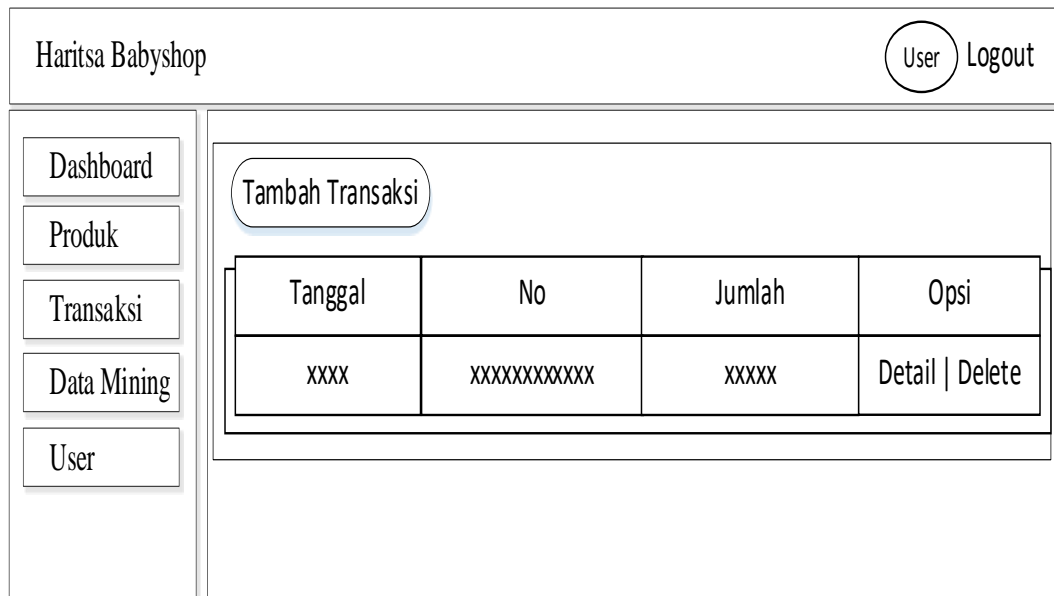 Haritsa Babyshop
User Logout
Dashboard
Produk
Transaksi
Data Mining
User
Tambah Transaksi
Tanggal No Jumlah Opsi
xxxx xxxxxxxxxxxx xxxxx Detail | Delete